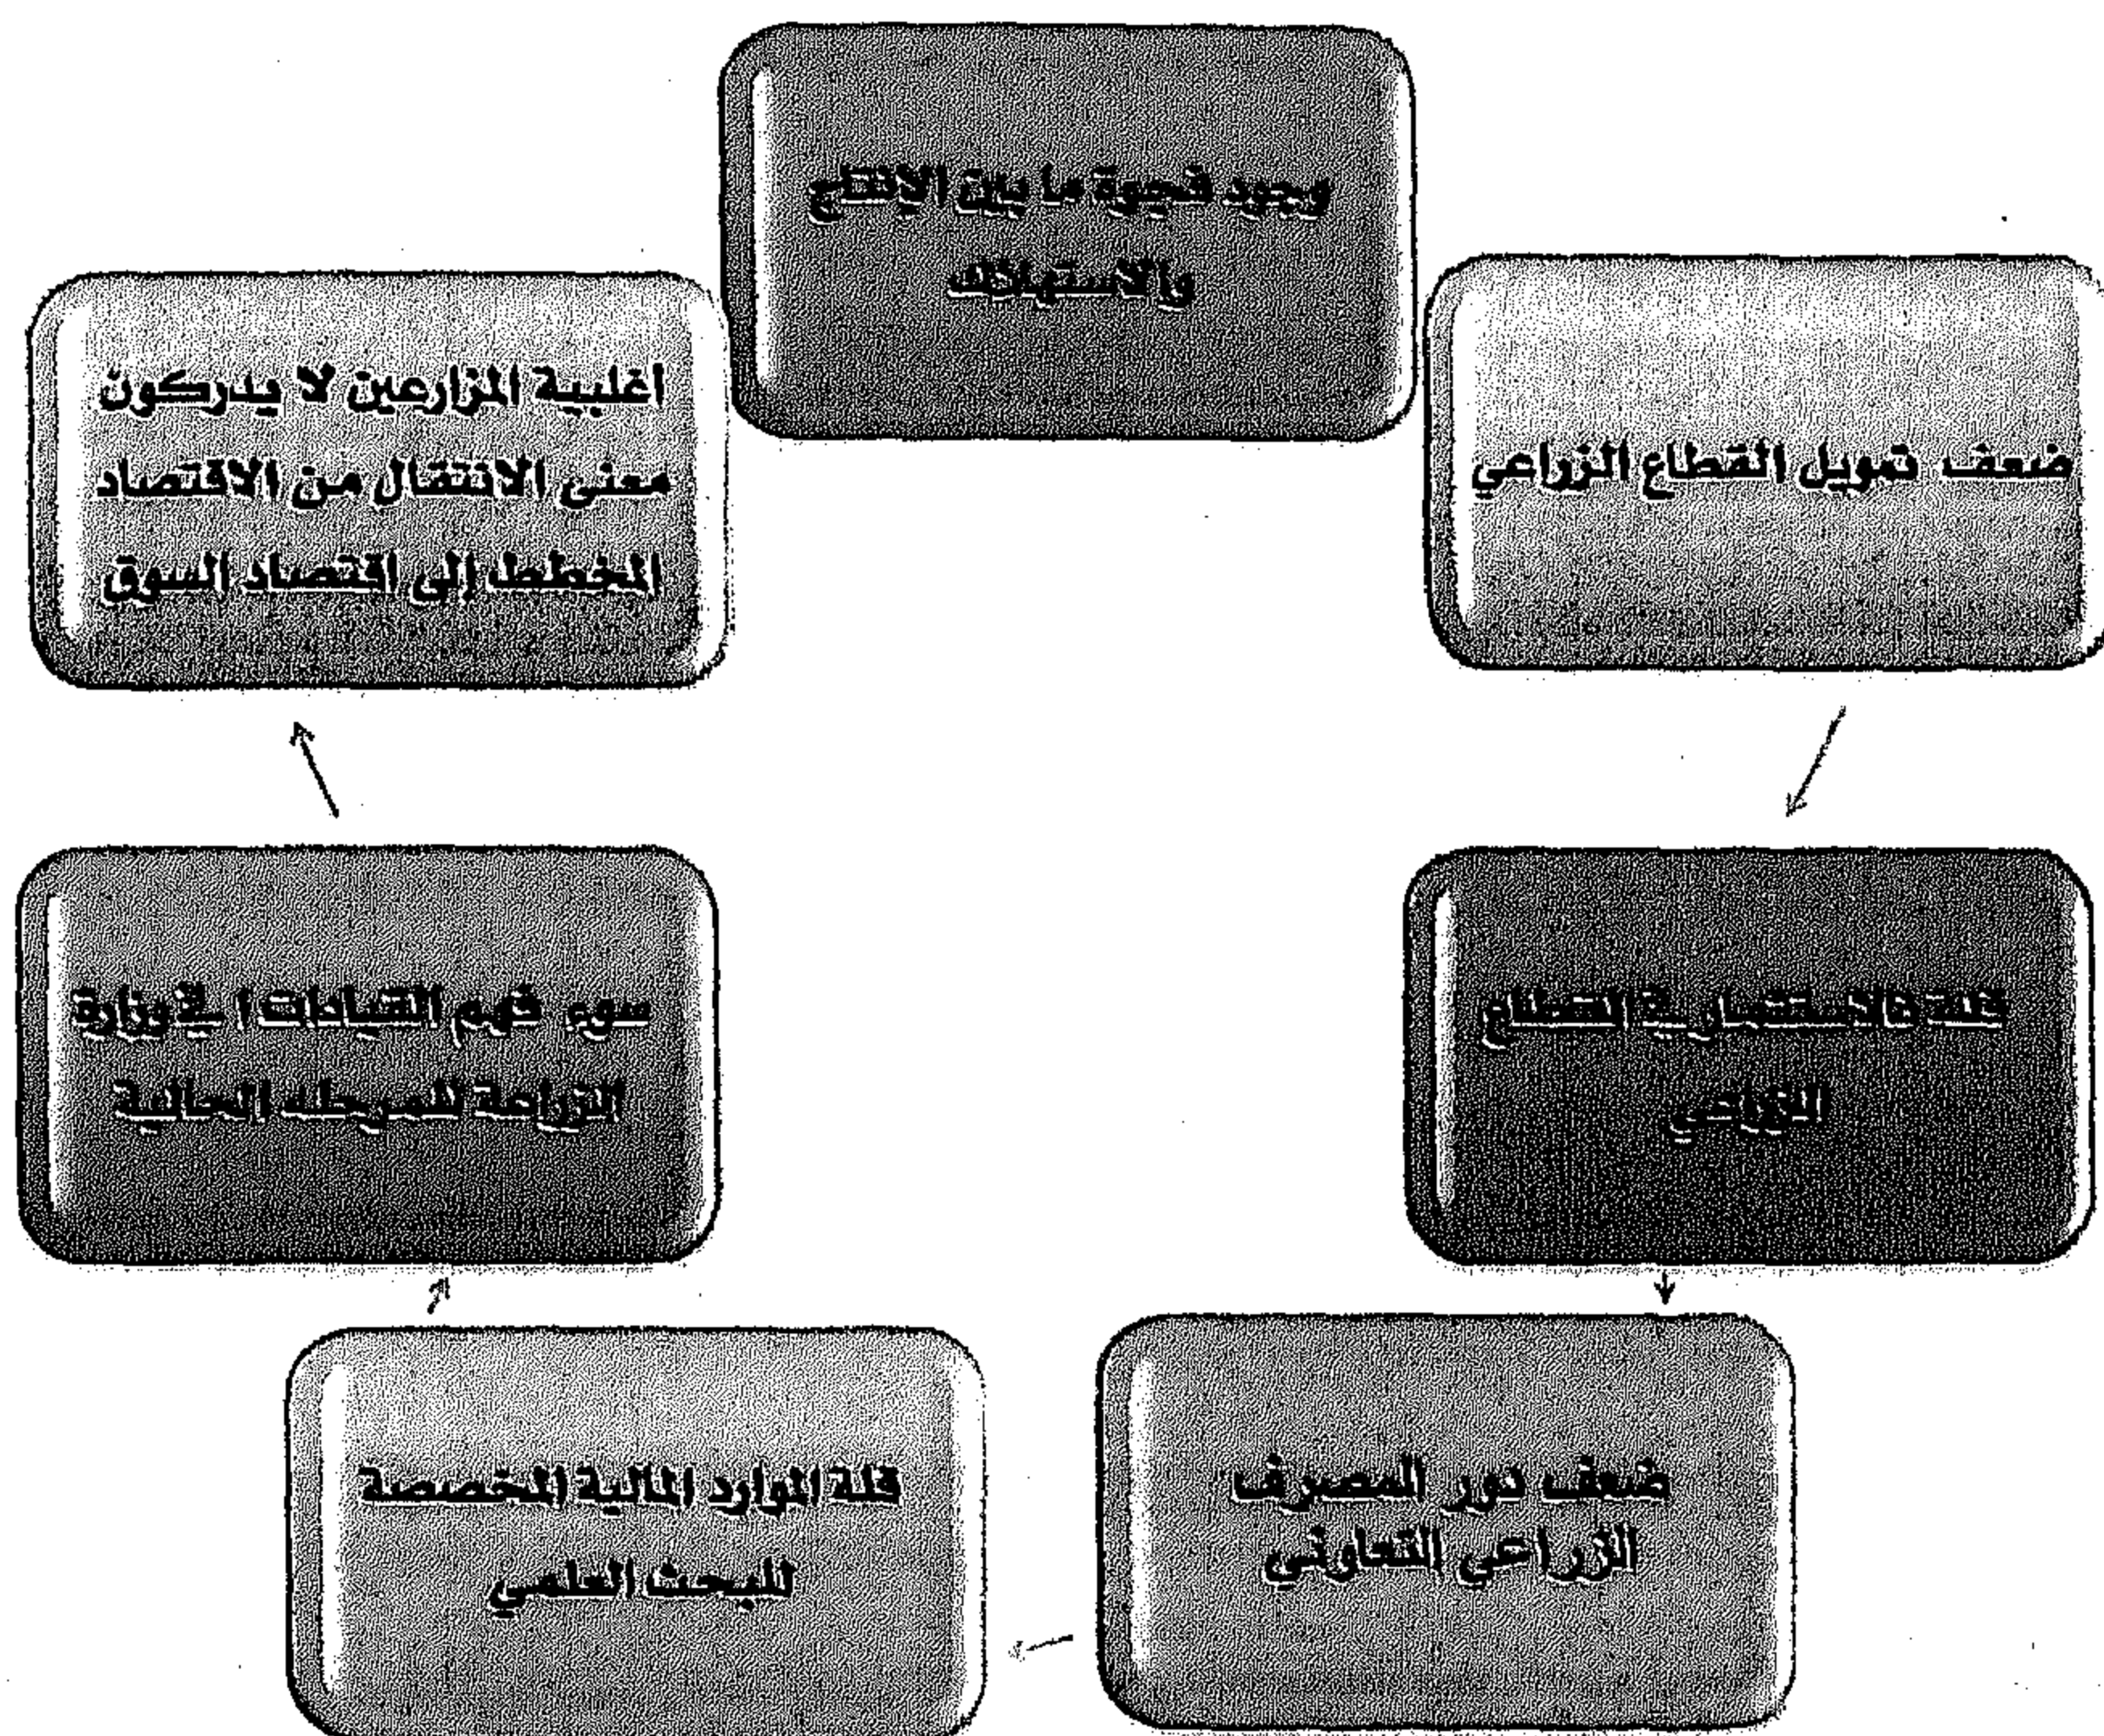 وجود فجوة ما بين الإنتاج
والاستهلاك
ضعف تمويل القطاع الزراعي
قلة الاستثمار في القطاع
الزراعي
ضعف دور المصرف
الزراعي التعاوني
قلة الموارد المالية المخصصة
للبحث العلمي
سوء فهم القيادات ا في وزارة
الزراعة للمرحلة الحالية
اغلبية المزارعين لا يدركون
معنى الانتقال من الاقتصاد
المخطط إلى اقتصاد السوق